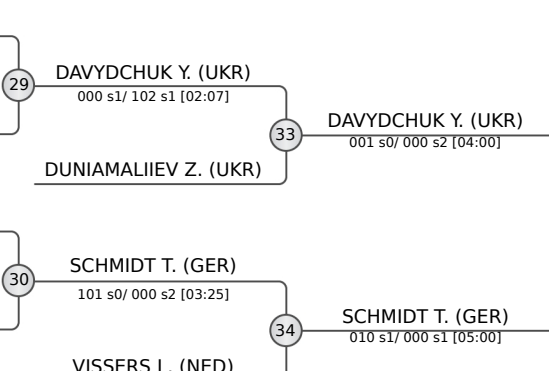 DAVYDCHUK Y. (UKR)
29
000 s1/ 102 s1 [02:07]
DAVYDCHUK Y. (UKR)
33
001 s0/ 000 s2 [04:00]
DUNIAMALIIEV Z. (UKR)
SCHMIDT T. (GER)
30
101 s0/ 000 s2 [03:25]
SCHMIDT T. (GER)
34
010 s1/ 000 s1 [05:00]
VISSERS L. (NED)